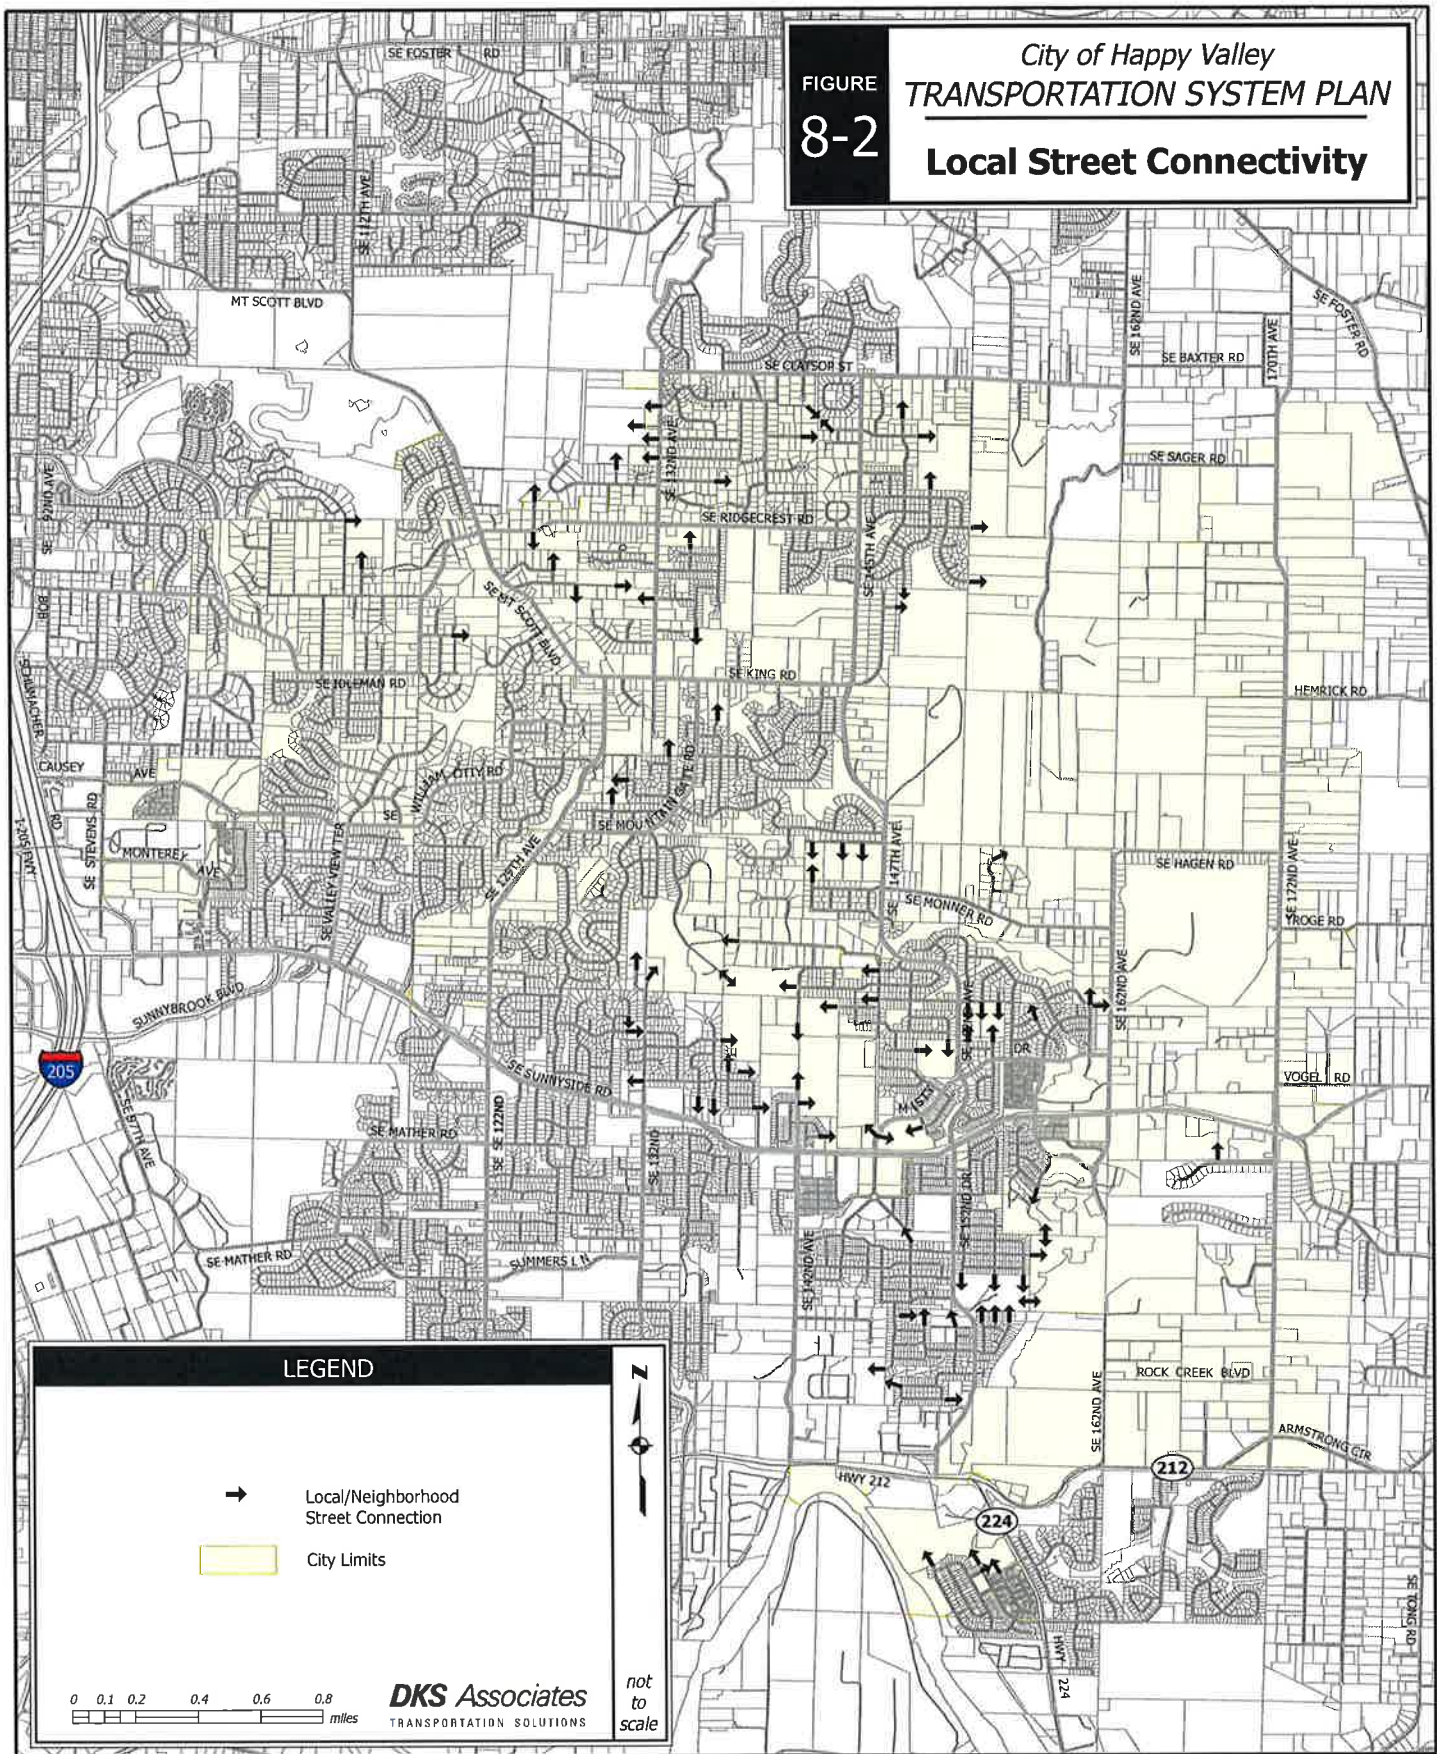 FIGURE
8-2
City of Happy Valley
TRANSPORTATION SYSTEM PLAN
Local Street Connectivity
SE FOSTER RD
SE 112TH AVE
MT SCOTT BLVD
SE CLATSOP ST
SE 162ND AVE
SE BAXTER RD
170TH AVE
SE FOSTER RD
SE 132ND AVE
SE SAGER RD
SE 92ND AVE
SE RIDGECREST RD
SE 145TH AVE
SE MT SCOTT BLVD
BOB
SCHUMACHER
RD
SE IDLEMAN RD
SE KING RD
HEMRICK RD
CAUSEY AVE
SE WILLIAM OTTY RD
SE MOUNTAIN GATE RD
SE STEVENS RD
MONTEREY AVE
I-205 FWY
SE VALLEY VIEW TER
SE 129TH AVE
SE 147TH AVE
SE HAGEN RD
SE 172ND AVE
SE MONNER RD
TROGE RD
SE 162ND AVE
SUNNYBROOK BLVD
205
SE SUNNYSIDE RD
MISTY DR
VOGEL RD
SE 97TH AVE
SE MATHER RD
SE 122ND
SE 132ND
SE 152ND DR
SE MATHER RD
SUMMERS LN
SE 142ND AVE
ROCK CREEK BLVD
SE 162ND AVE
ARMSTRONG CIR
HWY 212
212
224
HWY 224
SE TONG RD
LEGEND
Local/Neighborhood
Street Connection
City Limits
0 0.1 0.2 0.4 0.6 0.8
miles
DKS Associates
TRANSPORTATION SOLUTIONS
N
not
to
scale